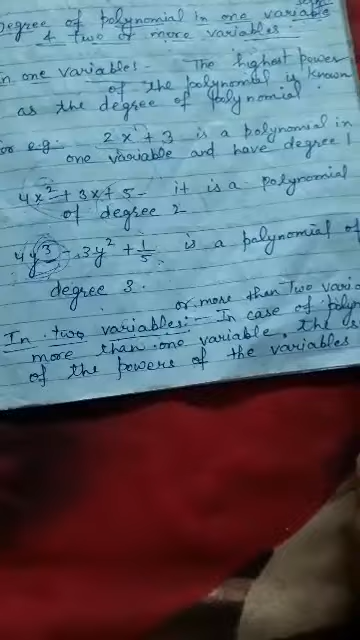 Degree of polynomial in one variable
& two or more variables
In one variable:- The highest power
of the polynomial is known
as the degree of polynomial.
for e.g:- 2x¹ + 3 is a polynomial in
one variable and have degree 1
4x² + 3x + 5 - it is a polynomial
of degree 2
4y³ - 3y² + 1/5 is a polynomial of
degree 3.
or more than two
In two variables:- In case of
more than one variable, the
of the powers of the variables